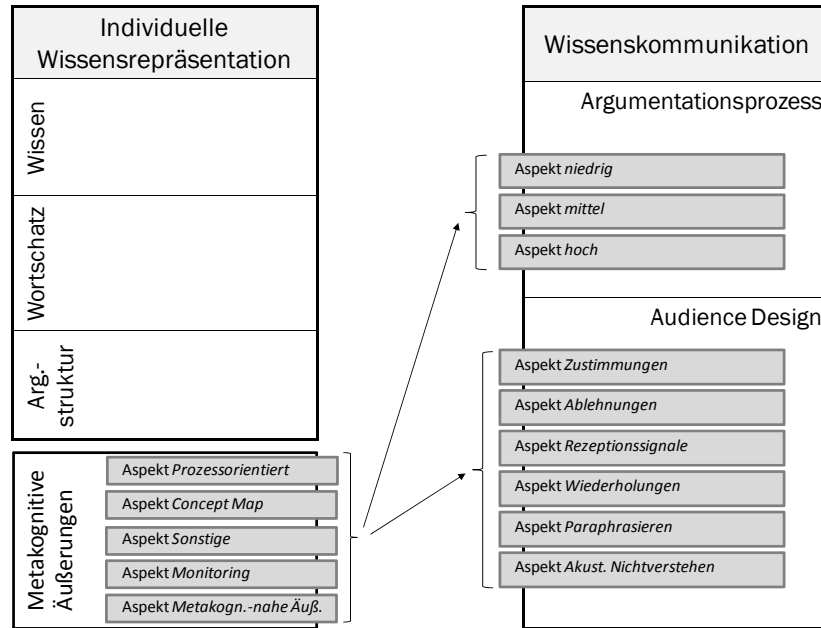 Individuelle
Wissensrepräsentation
Wissen
Wortschatz
Arg.-
struktur
Metakognitive
Äußerungen
Aspekt Prozessorientiert
Aspekt Concept Map
Aspekt Sonstige
Aspekt Monitoring
Aspekt Metakogn.-nahe Äuß.
Wissenskommunikation
Argumentationsprozess
Aspekt niedrig
Aspekt mittel
Aspekt hoch
Audience Design
Aspekt Zustimmungen
Aspekt Ablehnungen
Aspekt Rezeptionssignale
Aspekt Wiederholungen
Aspekt Paraphrasieren
Aspekt Akust. Nichtverstehen